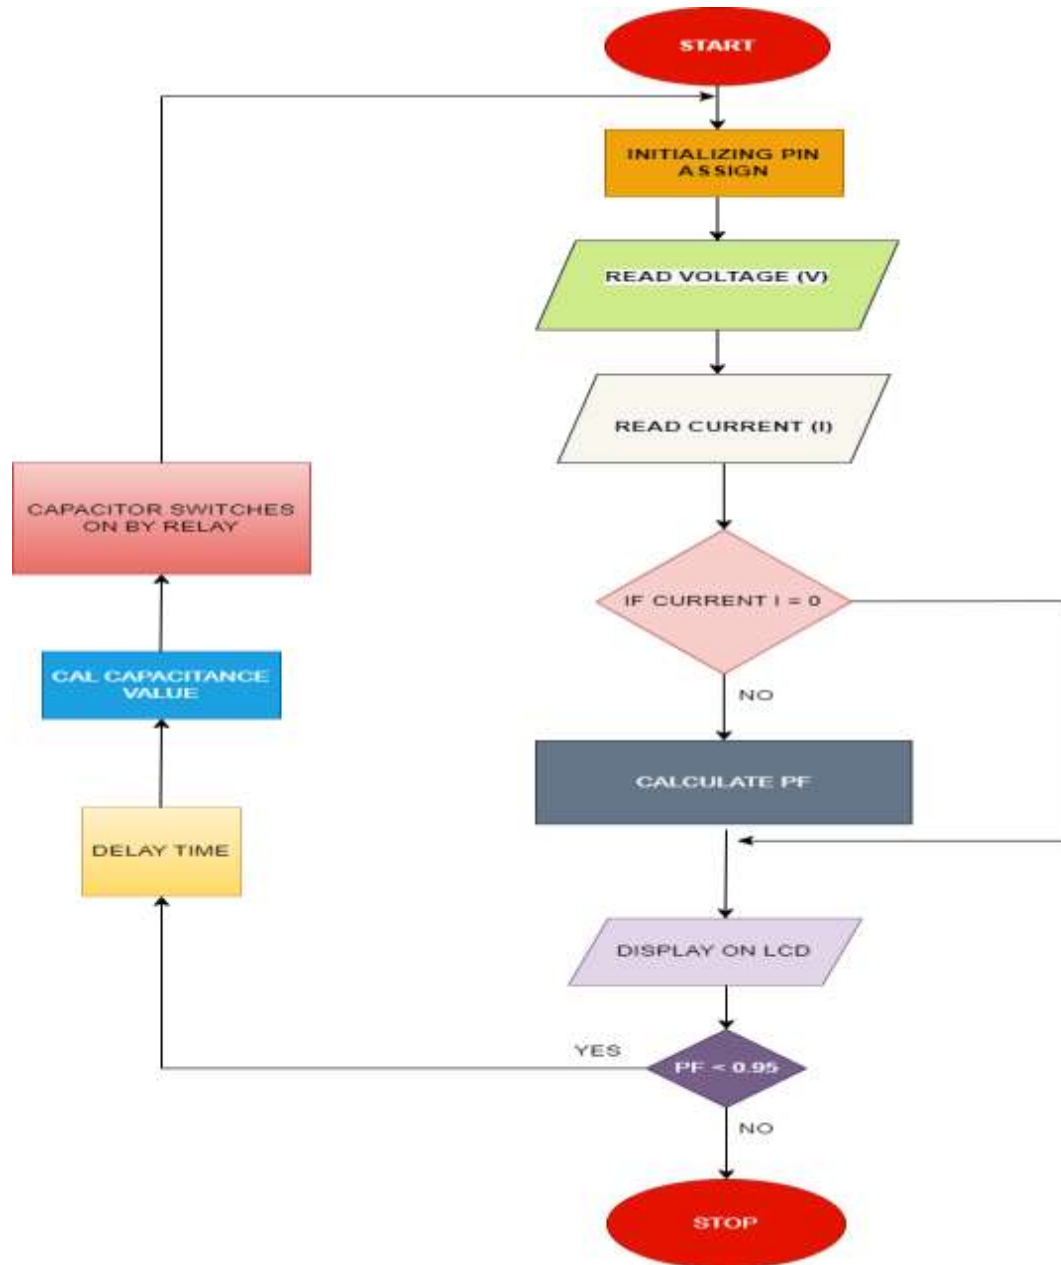 START
INITIALIZING PIN
ASSIGN
READ VOLTAGE (V)
READ CURRENT (I)
CAPACITOR SWITCHES
ON BY RELAY
IF CURRENT I = 0
CAL CAPACITANCE
VALUE
NO
CALCULATE PF
DELAY TIME
DISPLAY ON LCD
YES
PF < 0.95
NO
STOP